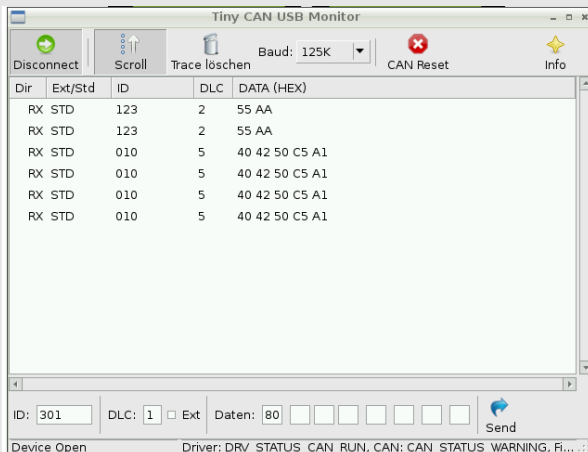 Tiny CAN USB Monitor
Disconnect Scroll Trace löschen Baud: 125K CAN Reset Info
Dir Ext/Std ID DLC DATA (HEX)
RX STD 123 2 55 AA
RX STD 123 2 55 AA
RX STD 010 5 40 42 50 C5 A1
RX STD 010 5 40 42 50 C5 A1
RX STD 010 5 40 42 50 C5 A1
RX STD 010 5 40 42 50 C5 A1
ID: 301 DLC: 1 Ext Daten: 80 Send
Device Open Driver: DRV_STATUS_CAN_RUN, CAN: CAN_STATUS_WARNING, Fi...